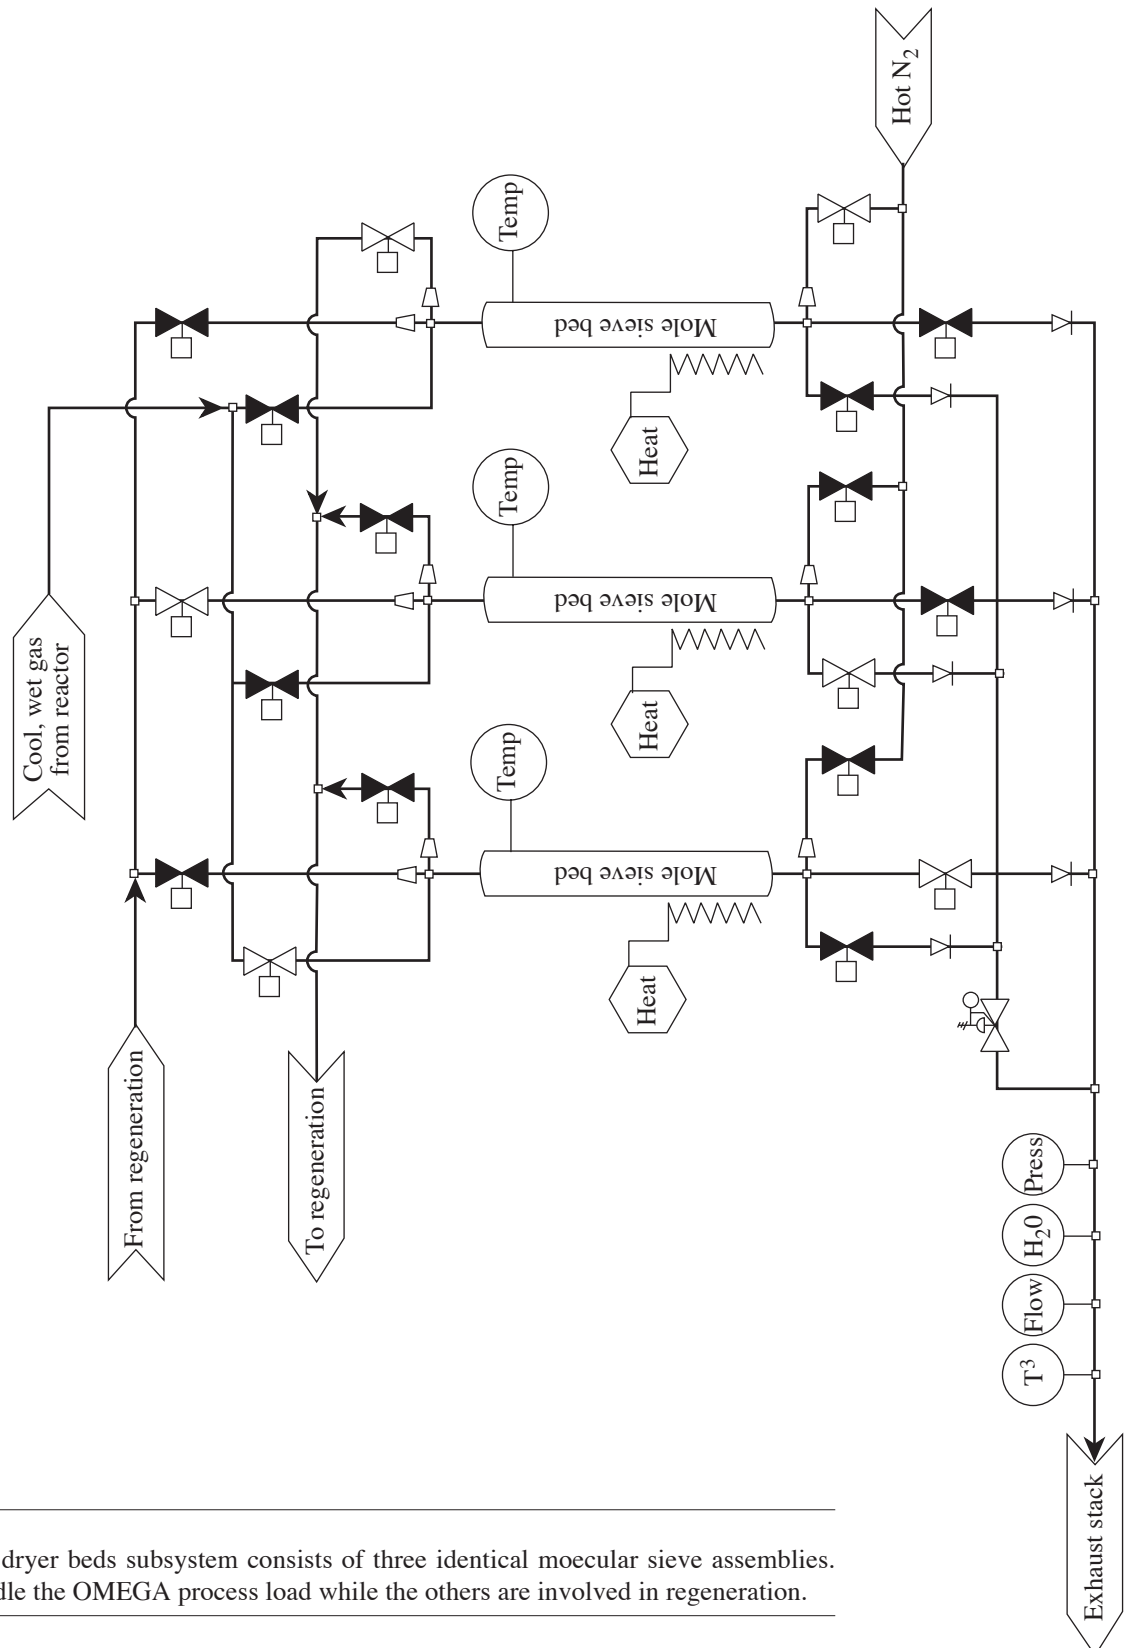 Hot N2
Temp
Mole sieve bed
Heat
Temp
Mole sieve bed
Heat
Cool, wet gas
from reactor
Temp
Mole sieve bed
Heat
From regeneration
To regeneration
Press
H20
Flow
T3
Exhaust stack
dryer beds subsystem consists of three identical moecular sieve assemblies.
the OMEGA process load while the others are involved in regeneration.